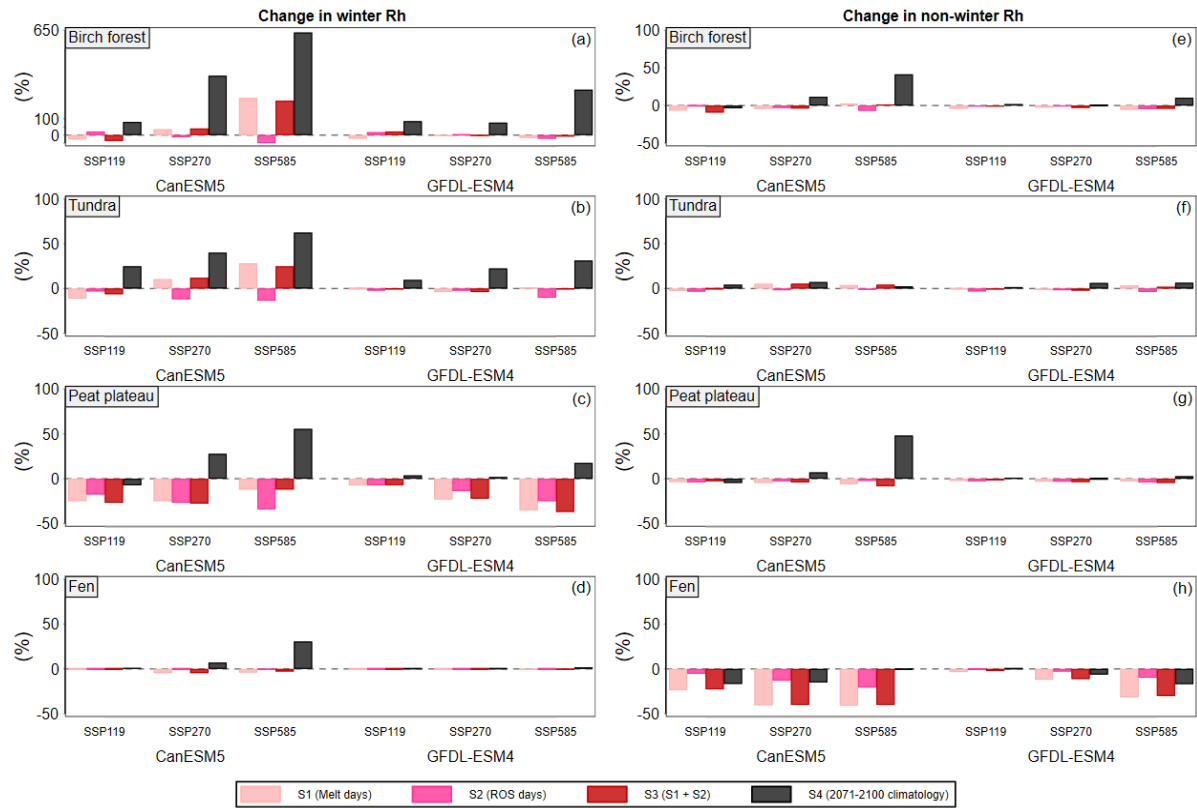 Change in winter Rh
650
100
0
(%)
Birch forest
(a)
SSP119 SSP270 SSP585 SSP119 SSP270 SSP585
CanESM5 GFDL-ESM4
100
50
0
-50
(%)
Tundra
(b)
SSP119 SSP270 SSP585 SSP119 SSP270 SSP585
CanESM5 GFDL-ESM4
100
50
0
-50
(%)
Peat plateau
(c)
SSP119 SSP270 SSP585 SSP119 SSP270 SSP585
CanESM5 GFDL-ESM4
100
50
0
-50
(%)
Fen
(d)
SSP119 SSP270 SSP585 SSP119 SSP270 SSP585
CanESM5 GFDL-ESM4
Change in non-winter Rh
100
50
0
-50
(%)
Birch forest
(e)
SSP119 SSP270 SSP585 SSP119 SSP270 SSP585
CanESM5 GFDL-ESM4
100
50
0
-50
(%)
Tundra
(f)
SSP119 SSP270 SSP585 SSP119 SSP270 SSP585
CanESM5 GFDL-ESM4
100
50
0
-50
(%)
Peat plateau
(g)
SSP119 SSP270 SSP585 SSP119 SSP270 SSP585
CanESM5 GFDL-ESM4
100
50
0
-50
(%)
Fen
(h)
SSP119 SSP270 SSP585 SSP119 SSP270 SSP585
CanESM5 GFDL-ESM4
S1 (Melt days) S2 (ROS days) S3 (S1 + S2) S4 (2071-2100 climatology)